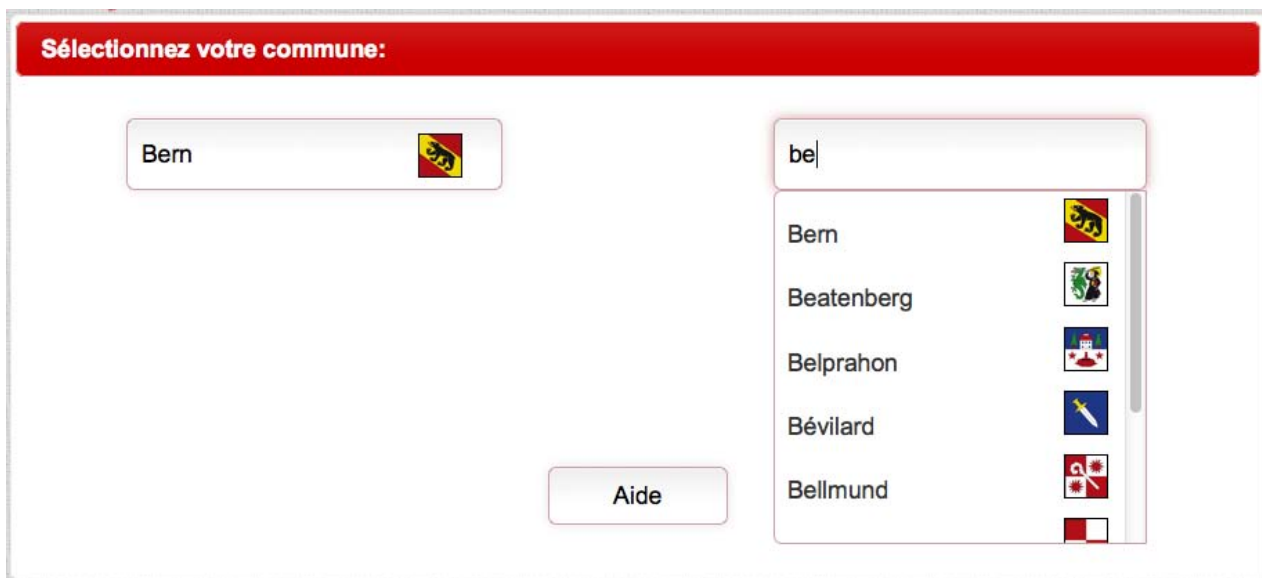 Sélectionnez votre commune:
Bern
be
Bern
Beatenberg
Belprahon
Bévilard
Bellmund
Aide